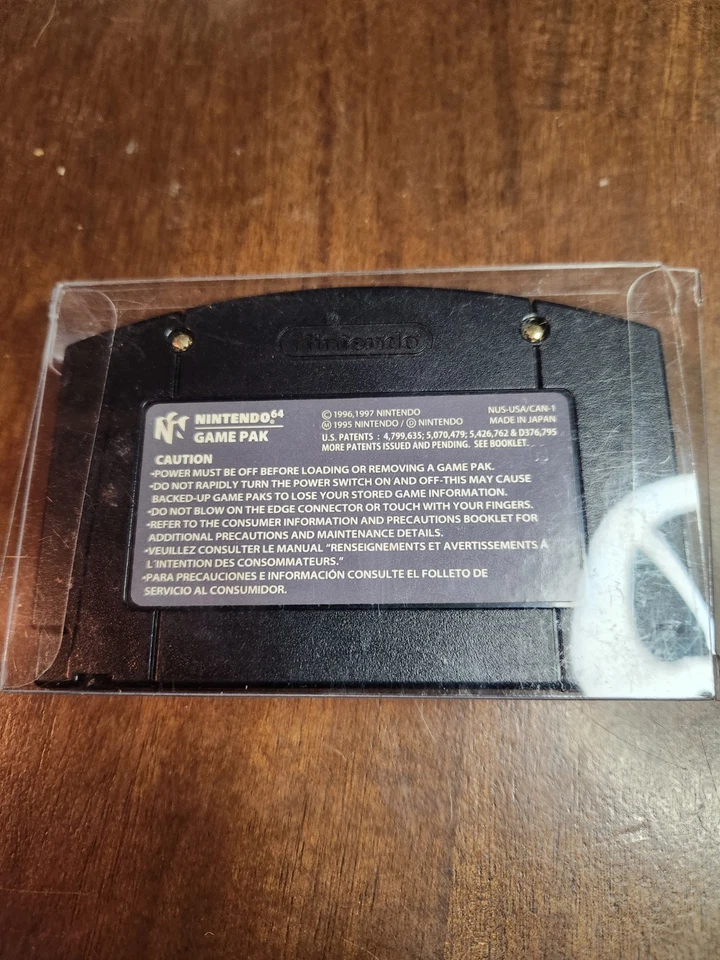 Nintendo
NINTENDO®64
GAME PAK
©1996,1997 NINTENDO
Ⓜ 1995 NINTENDO / Ⓓ NINTENDO
NUS-USA/CAN-1
MADE IN JAPAN
U.S. PATENTS : 4,799,635; 5,070,479; 5,426,762 & D376,795
MORE PATENTS ISSUED AND PENDING. SEE BOOKLET.
CAUTION
•POWER MUST BE OFF BEFORE LOADING OR REMOVING A GAME PAK.
•DO NOT RAPIDLY TURN THE POWER SWITCH ON AND OFF-THIS MAY CAUSE
BACKED-UP GAME PAKS TO LOSE YOUR STORED GAME INFORMATION.
•DO NOT BLOW ON THE EDGE CONNECTOR OR TOUCH WITH YOUR FINGERS.
•REFER TO THE CONSUMER INFORMATION AND PRECAUTIONS BOOKLET FOR
ADDITIONAL PRECAUTIONS AND MAINTENANCE DETAILS.
•VEUILLEZ CONSULTER LE MANUAL "RENSEIGNEMENTS ET AVERTISSEMENTS À
L'INTENTION DES CONSOMMATEURS."
•PARA PRECAUCIONES E INFORMACIÓN CONSULTE EL FOLLETO DE
SERVICIO AL CONSUMIDOR.